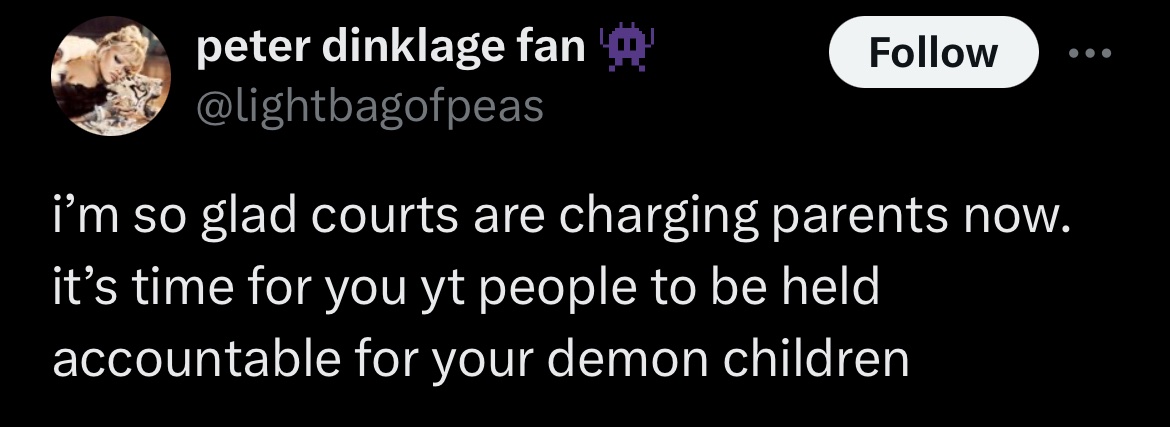 peter dinklage fan
Follow
@lightbagofpeas
i’m so glad courts are charging parents now.
it’s time for you yt people to be held
accountable for your demon children